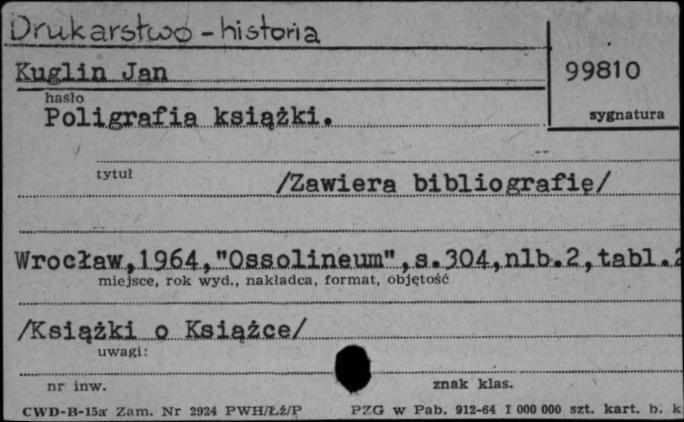 Drukarstwo - historia
Kuglin Jan
99810
hasło
Poligrafia książki.
sygnatura
tytuł
/Zawiera bibliografię/
Wrocław,1964,"Ossolineum",s.304,nlb.2,tabl.2
miejsce, rok wyd., nakładca, format, objętość
/Książki o Książce/
uwagi:
nr inw.
znak klas.
CWD-B-15a Zam. Nr 2924 PWH/Łź/P
PZG w Pab. 912-64 1 000 000 szt. kart. b. k